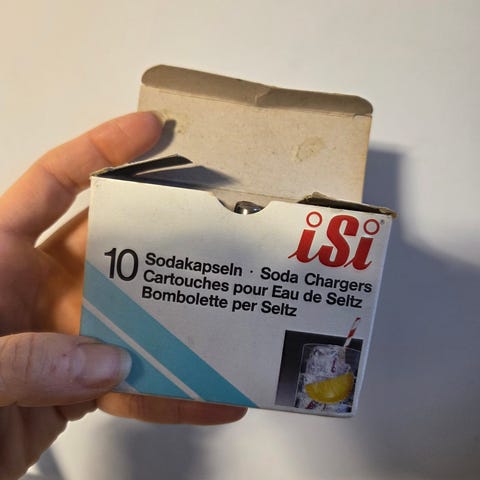 iSi®
10 Sodakapseln · Soda Chargers
Cartouches pour Eau de Seltz
Bombolette per Seltz